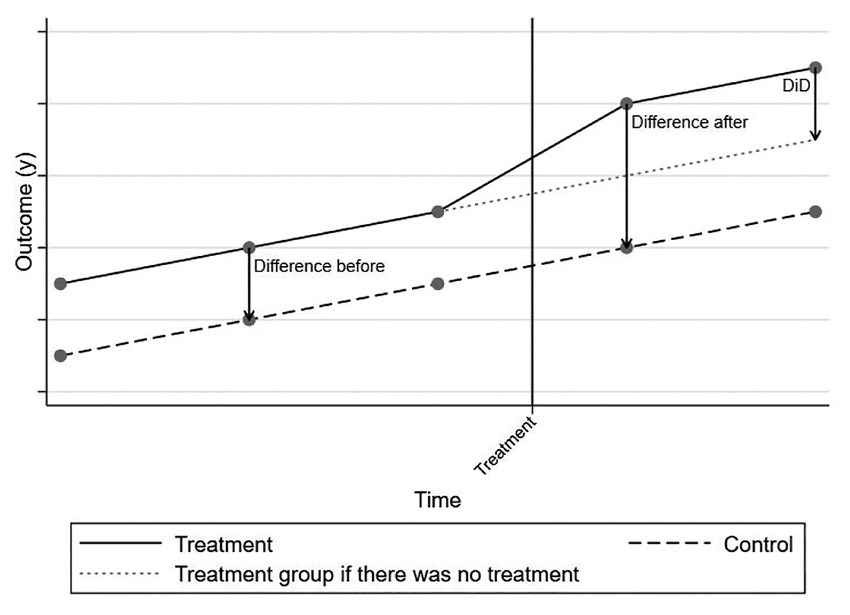 DiD
Difference after
Outcome (y)
Difference before
Treatment
Time
Treatment
Control
Treatment group if there was no treatment